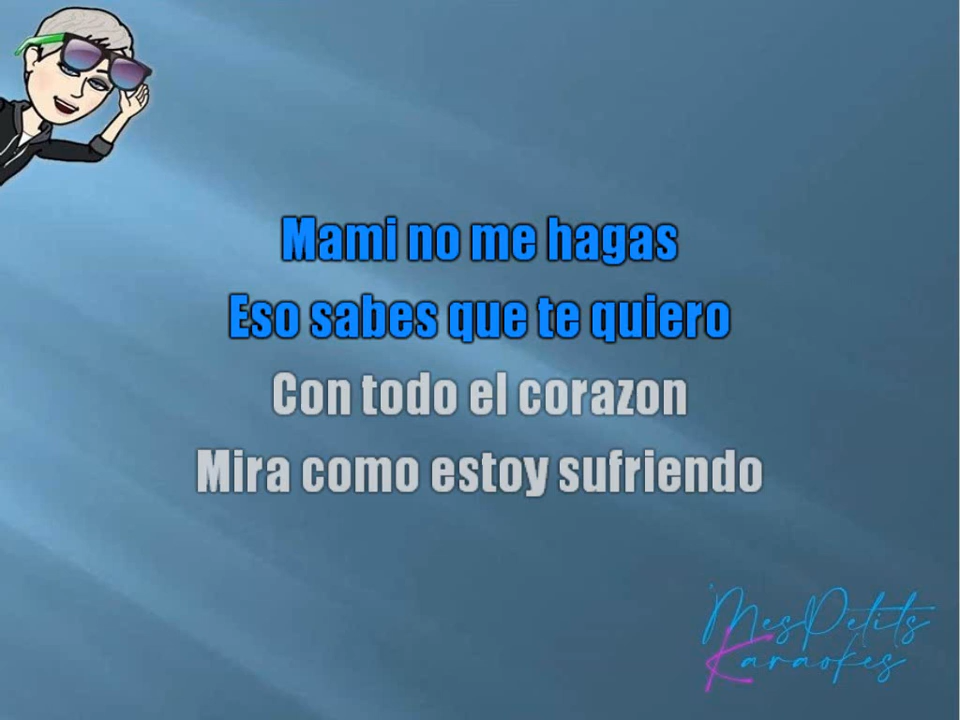 Mami no me hagas
Eso sabes que te quiero
Con todo el corazon
Mira como estoy sufriendo
MesPetits
Karaokes